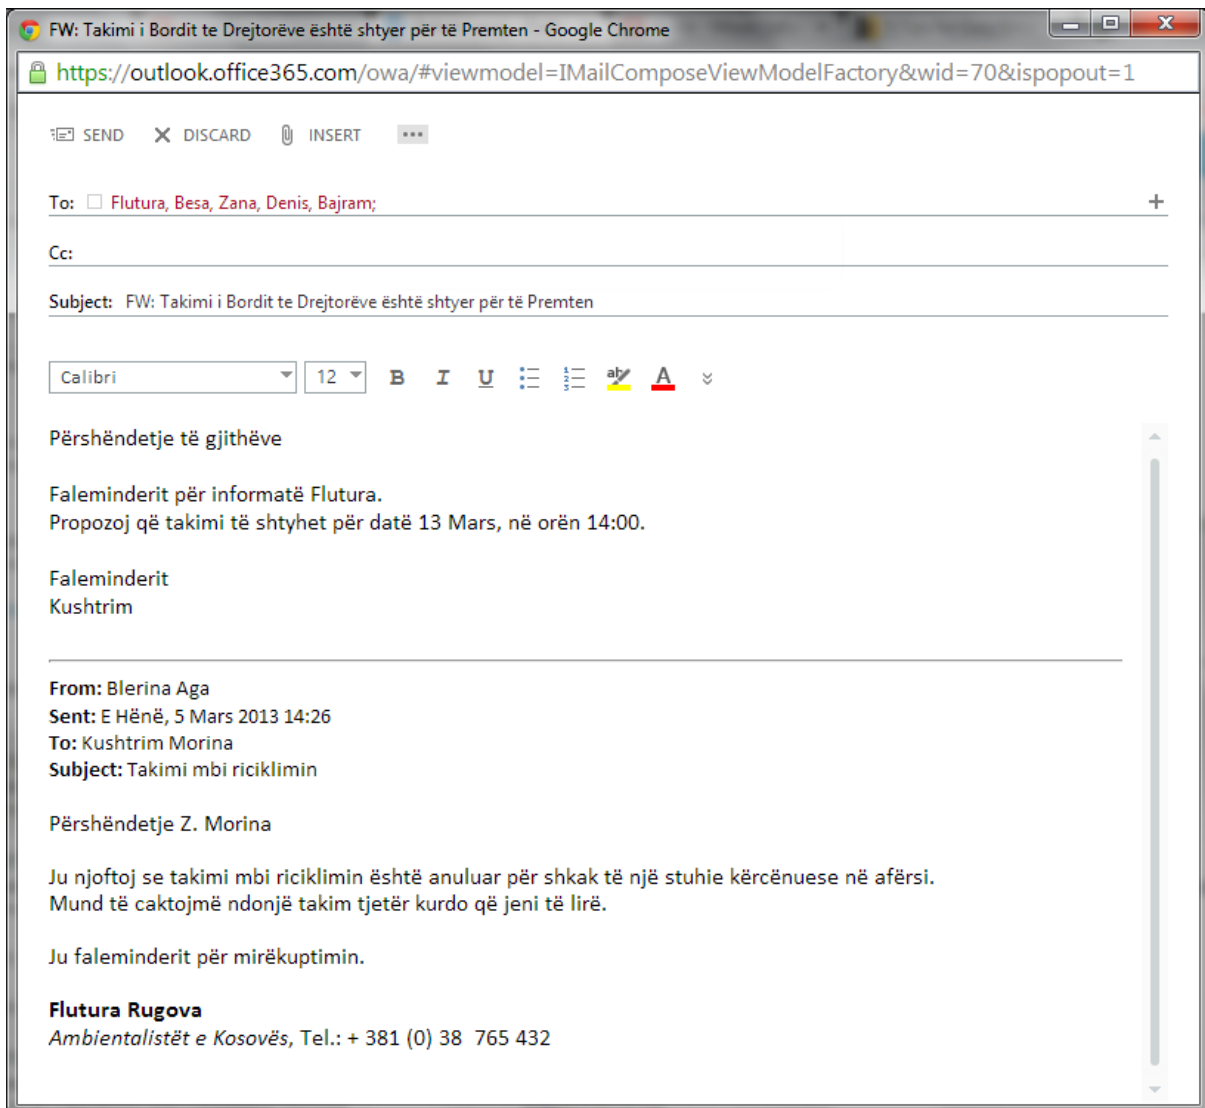 FW: Takimi i Bordit te Drejtorëve është shtyer për të Premten - Google Chrome
https://outlook.office365.com/owa/#viewmodel=IMailComposeViewModelFactory&wid=70&ispopout=1
SEND DISCARD INSERT
To: Flutura, Besa, Zana, Denis, Bajram;
Cc:
Subject: FW: Takimi i Bordit te Drejtorëve është shtyer për të Premten
Calibri 12 B I U A
Përshëndetje të gjithëve
Faleminderit për informatë Flutura.
Propozoj që takimi të shtyhet për datë 13 Mars, në orën 14:00.
Faleminderit
Kushtrim
From: Blerina Aga
Sent: E Hënë, 5 Mars 2013 14:26
To: Kushtrim Morina
Subject: Takimi mbi riciklimin
Përshëndetje Z. Morina
Ju njoftoj se takimi mbi riciklimin është anuluar për shkak të një stuhie kërcënuese në afërsi.
Mund të caktojmë ndonjë takim tjetër kurdo që jeni të lirë.
Ju faleminderit për mirëkuptimin.
Flutura Rugova
Ambientalistët e Kosovës, Tel.: + 381 (0) 38 765 432